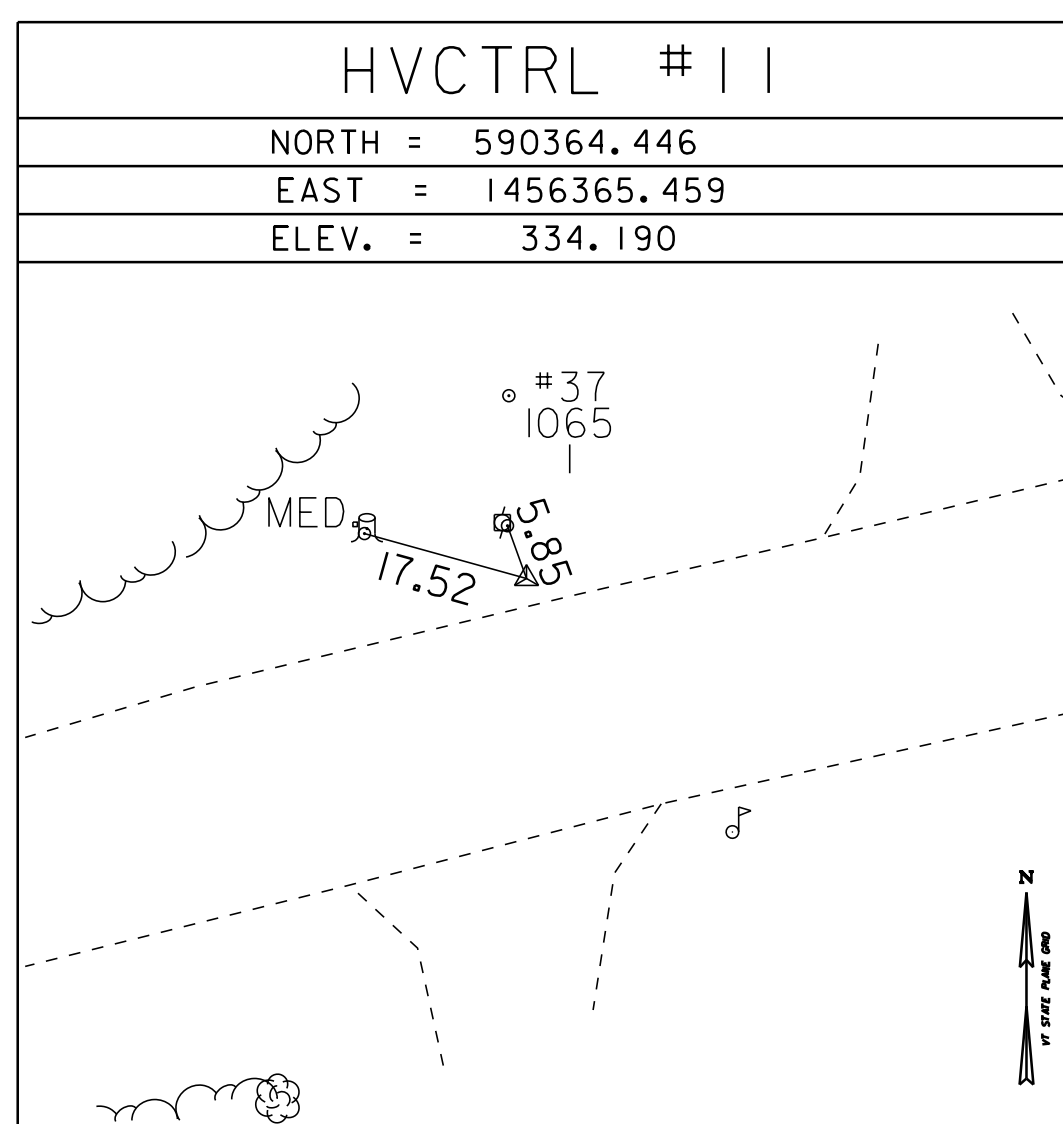 HVCTRL #11
NORTH = 590364.446
EAST = 1456365.459
ELEV. = 334.190
#37
1065
1
MED
5.85
17.52
N
VT STATE PLANE GRID